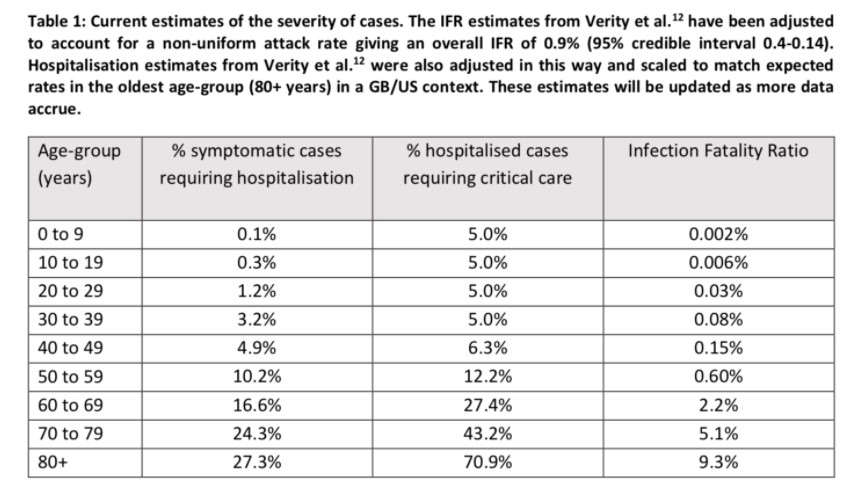 Table 1: Current estimates of the severity of cases. The IFR estimates from Verity et al.12 have been adjusted
to account for a non-uniform attack rate giving an overall IFR of 0.9% (95% credible interval 0.4-0.14).
Hospitalisation estimates from Verity et al.12 were also adjusted in this way and scaled to match expected
rates in the oldest age-group (80+ years) in a GB/US context. These estimates will be updated as more data
accrue.
Age-group % symptomatic cases % hospitalised cases Infection Fatality Ratio
(years) requiring hospitalisation requiring critical care
0 to 9 0.1% 5.0% 0.002%
10 to 19 0.3% 5.0% 0.006%
20 to 29 1.2% 5.0% 0.03%
30 to 39 3.2% 5.0% 0.08%
40 to 49 4.9% 6.3% 0.15%
50 to 59 10.2% 12.2% 0.60%
60 to 69 16.6% 27.4% 2.2%
70 to 79 24.3% 43.2% 5.1%
80+ 27.3% 70.9% 9.3%